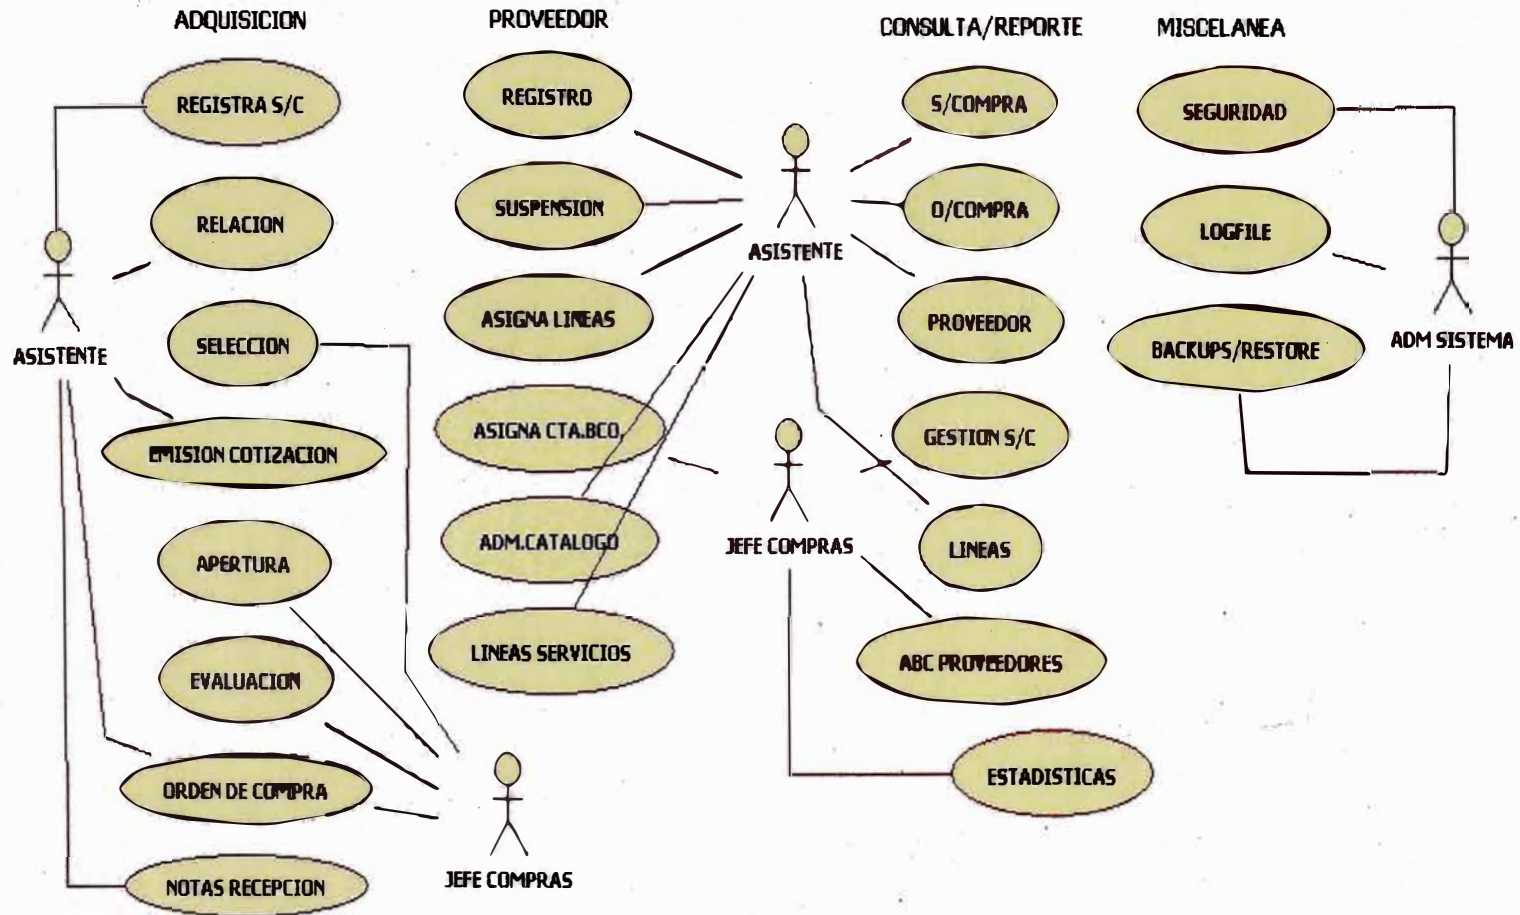 ADQUISICION
REGISTRA S/C
RELACION
SELECCION
ASISTENTE
EMISION COTIZACION
APERTURA
EVALUACION
ORDEN DE COMPRA
NOTAS RECEPCION
JEFE COMPRAS
PROVEEDOR
REGISTRO
SUSPENSION
ASIGNA LINEAS
ASIGNA CTA.BCO.
ADM.CATALOGO
LINEAS SERVICIOS
ASISTENTE
JEFE COMPRAS
CONSULTA/REPORTE
S/COMPRA
O/COMPRA
PROVEEDOR
GESTION S/C
LINEAS
ABC PROVEEDORES
ESTADISTICAS
MISCELANEA
SEGURIDAD
LOGFILE
BACKUPS/RESTORE
ADM SISTEMA